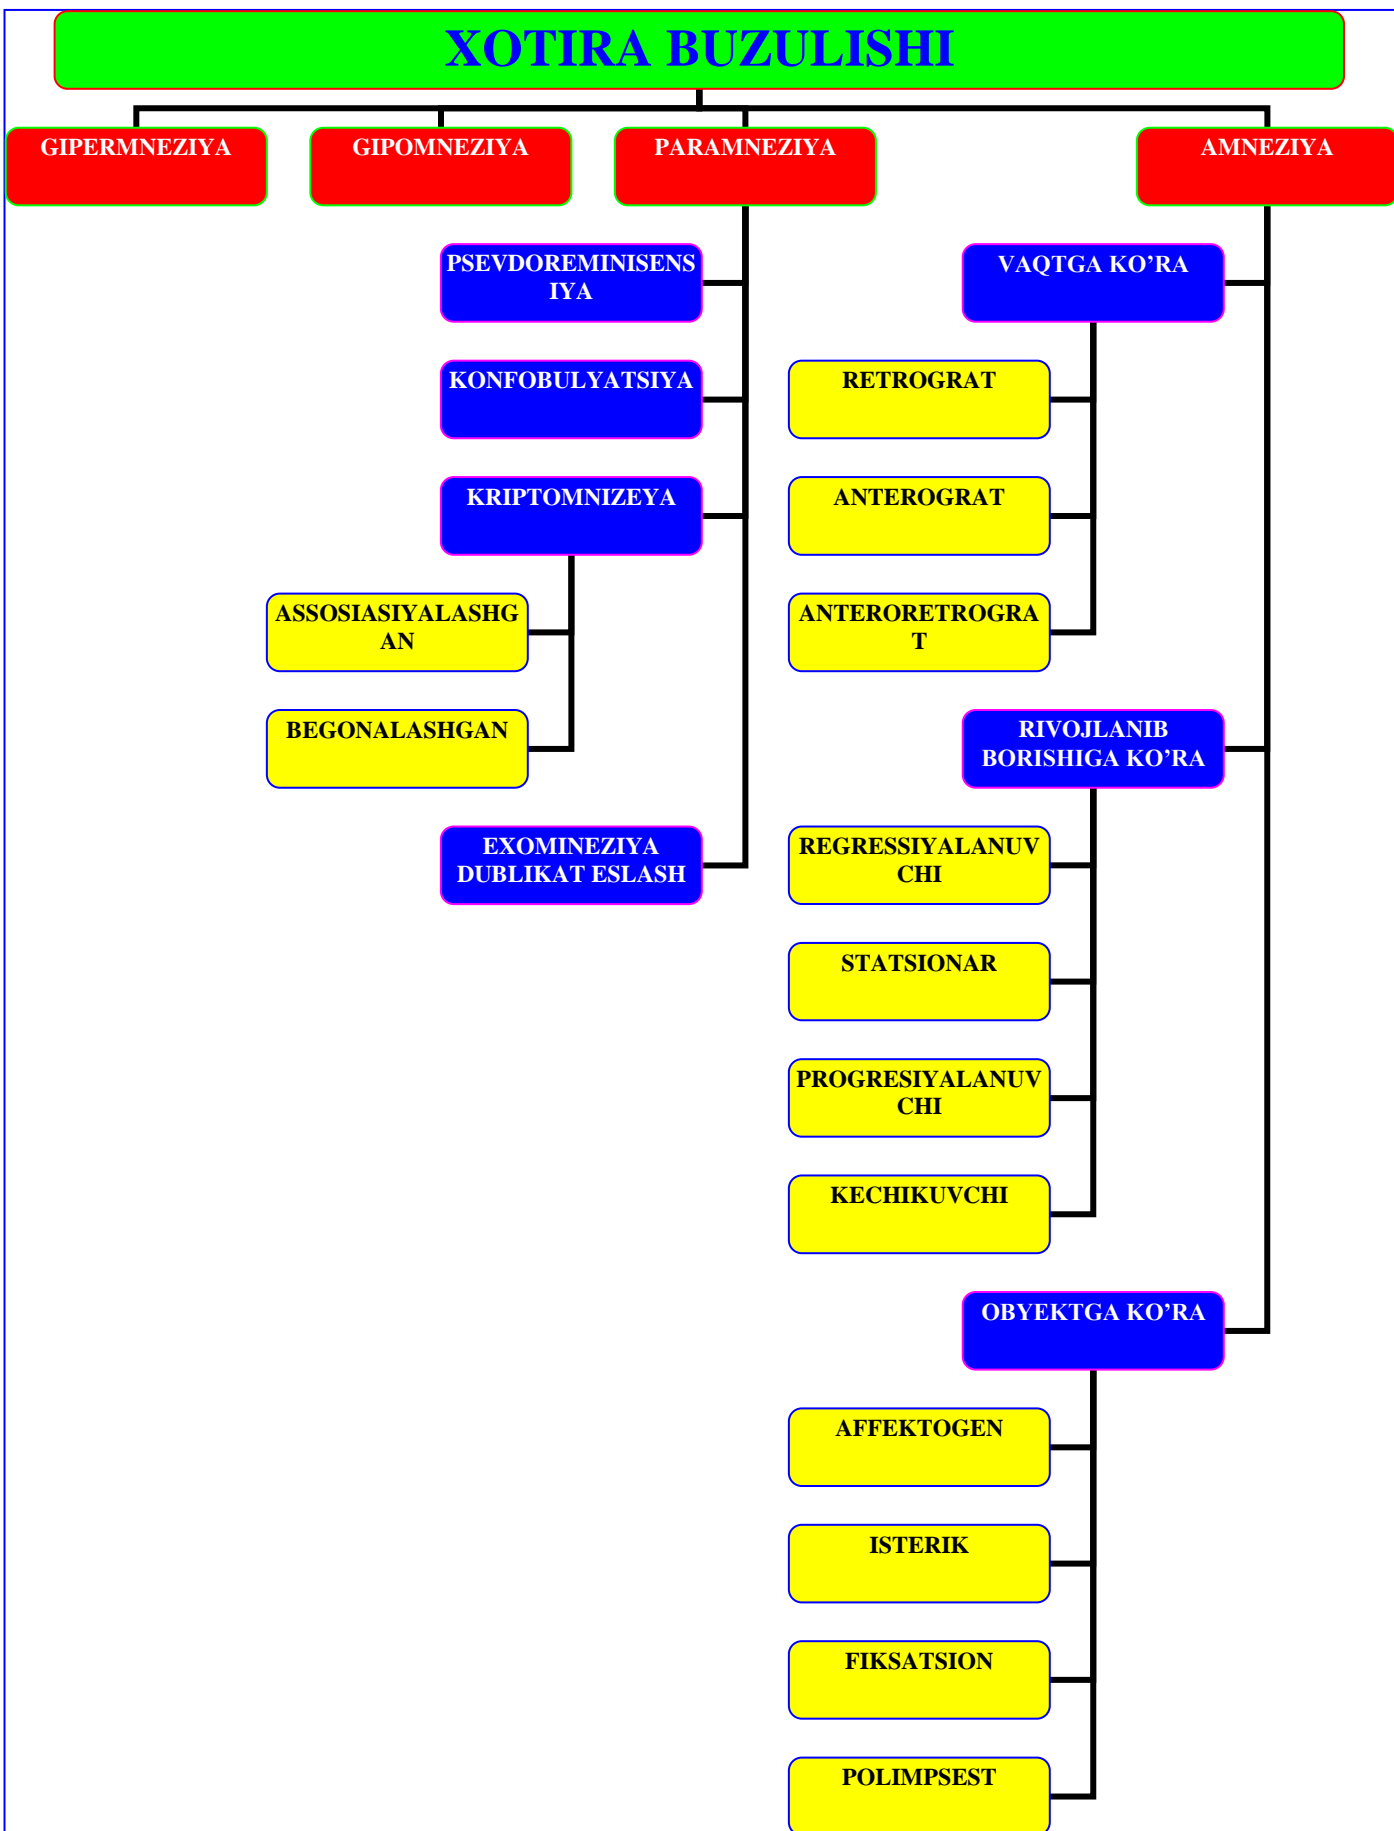 XOTIRA BUZULISHI
GIPERMNEZIYA
GIPOMNEZIYA
PARAMNEZIYA
AMNEZIYA
PSEVDOREMINISENS
IYA
KONFOBULYATSIYA
KRIPTOMNIZEYA
ASSOSIASIYALASHG
AN
BEGONALASHGAN
EXOMINEZIYA
DUBLIKAT ESLASH
VAQTGA KO’RA
RETROGRAT
ANTEROGRAT
ANTERORETROGRA
T
RIVOJLANIB
BORISHIGA KO’RA
REGRESSIYALANUV
CHI
STATSIONAR
PROGRESIYALANUV
CHI
KECHIKUVCHI
OBYEKTGA KO’RA
AFFEKTOGEN
ISTERIK
FIKSATSION
POLIMPSEST